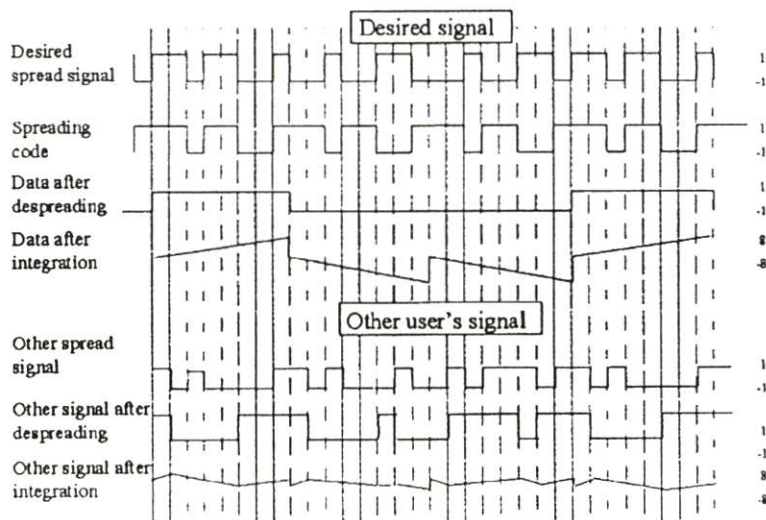 Desired signal
Desired
spread signal
1
-1
Spreading
code
1
-1
Data after
despreading
1
-1
Data after
integration
8
-8
Other user's signal
Other spread
signal
1
-1
Other signal after
despreading
1
-1
Other signal after
integration
8
-8